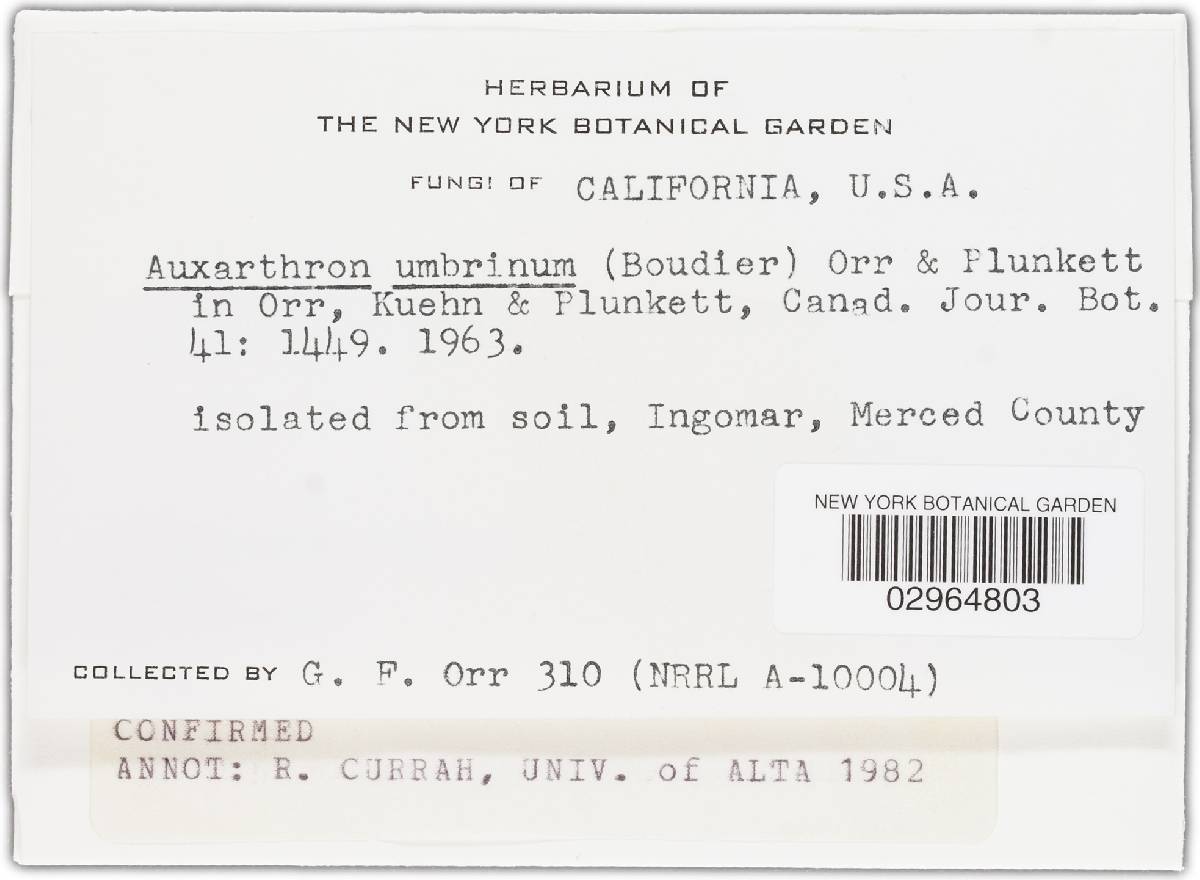 HERBARIUM OF
THE NEW YORK BOTANICAL GARDEN
FUNGI OF CALIFORNIA, U.S.A.
Auxarthron umbrinum (Boudier) Orr & Plunkett
in Orr, Kuehn & Plunkett, Canad. Jour. Bot.
41: 1449. 1963.
isolated from soil, Ingomar, Merced County
NEW YORK BOTANICAL GARDEN
02964803
COLLECTED BY G. F. Orr 310 (NRRL A-10004)
CONFIRMED
ANNOT: R. CURRAH, UNIV. of ALTA 1982